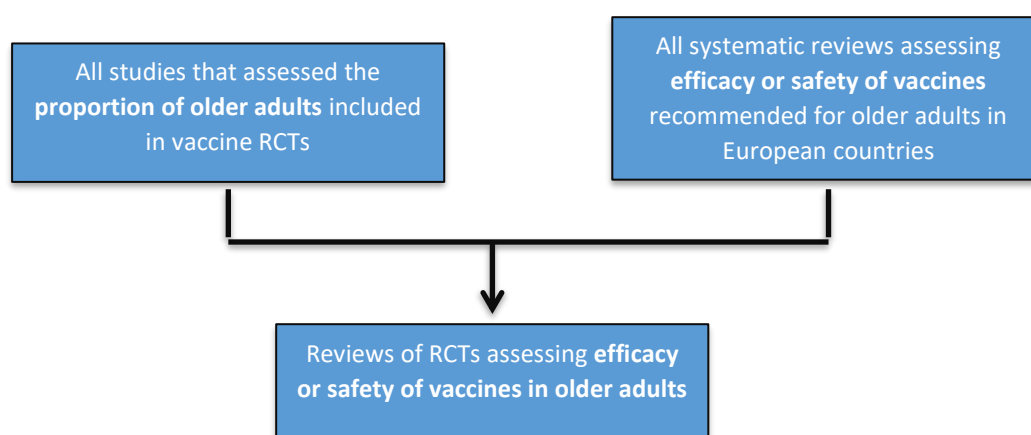 All studies that assessed the
proportion of older adults included
in vaccine RCTs
All systematic reviews assessing
efficacy or safety of vaccines
recommended for older adults in
European countries
Reviews of RCTs assessing efficacy
or safety of vaccines in older adults